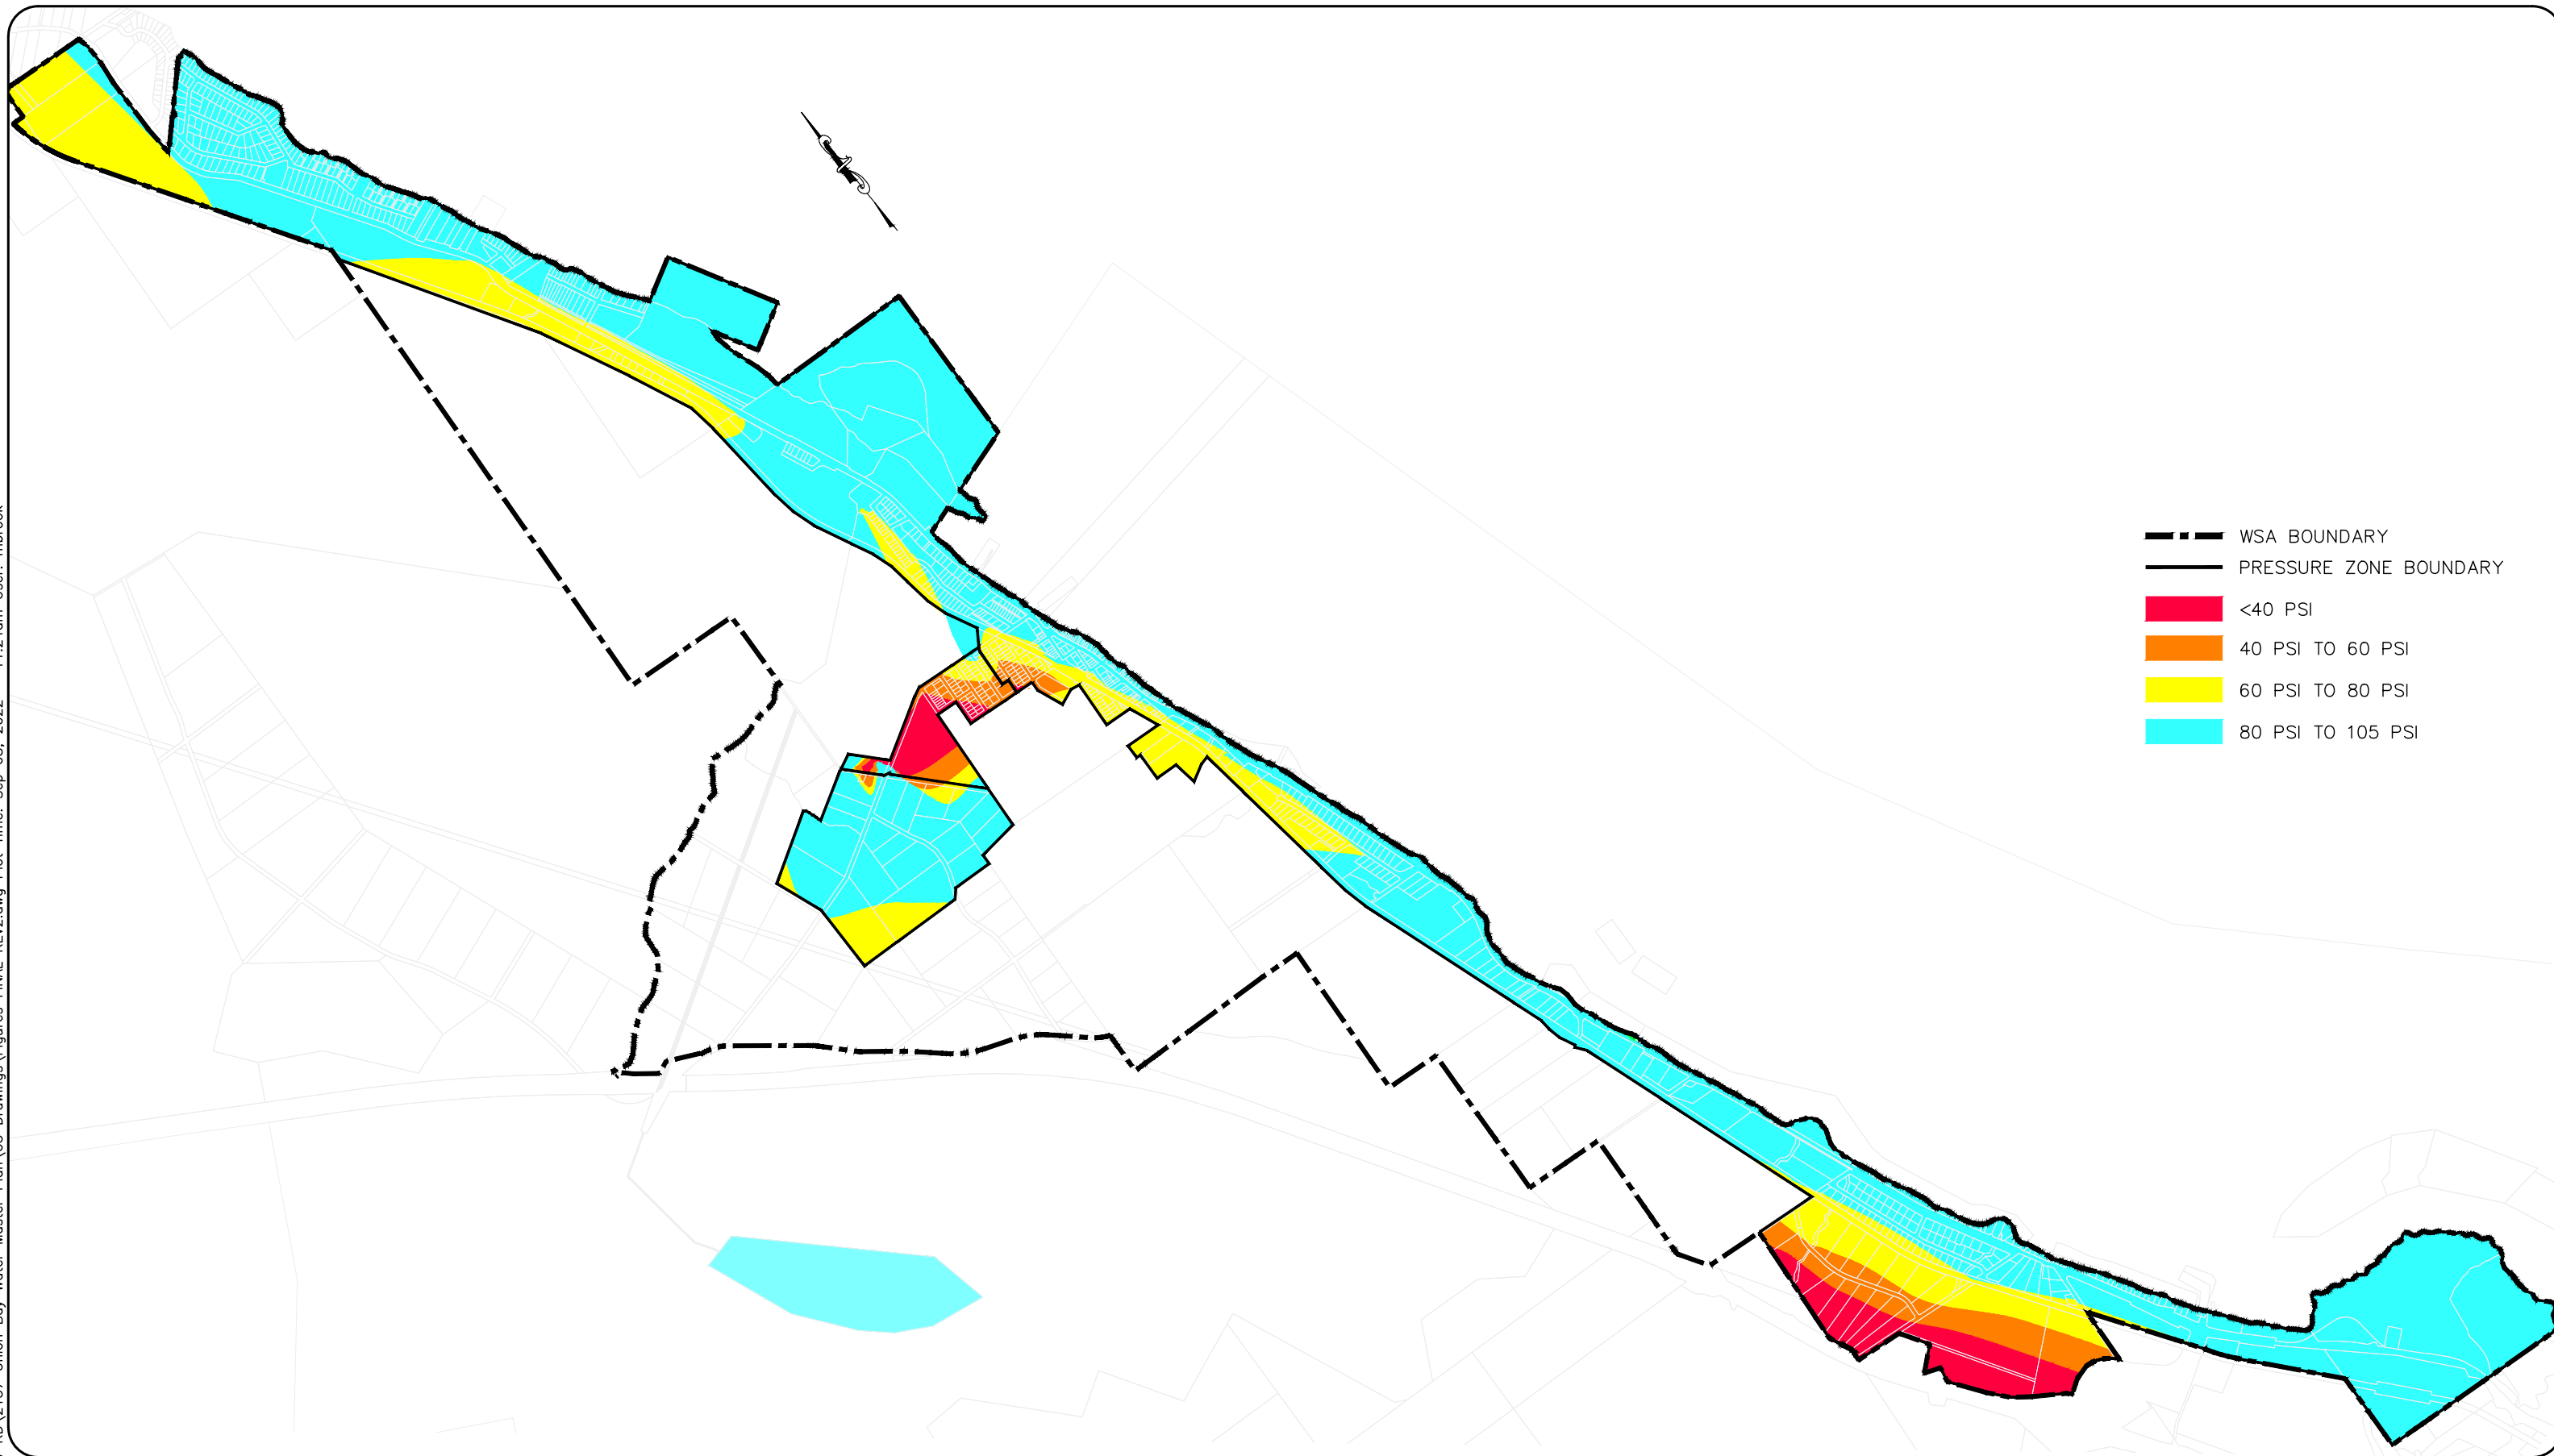 WSA BOUNDARY
PRESSURE ZONE BOUNDARY
<40 PSI
40 PSI TO 60 PSI
60 PSI TO 80 PSI
80 PSI TO 105 PSI